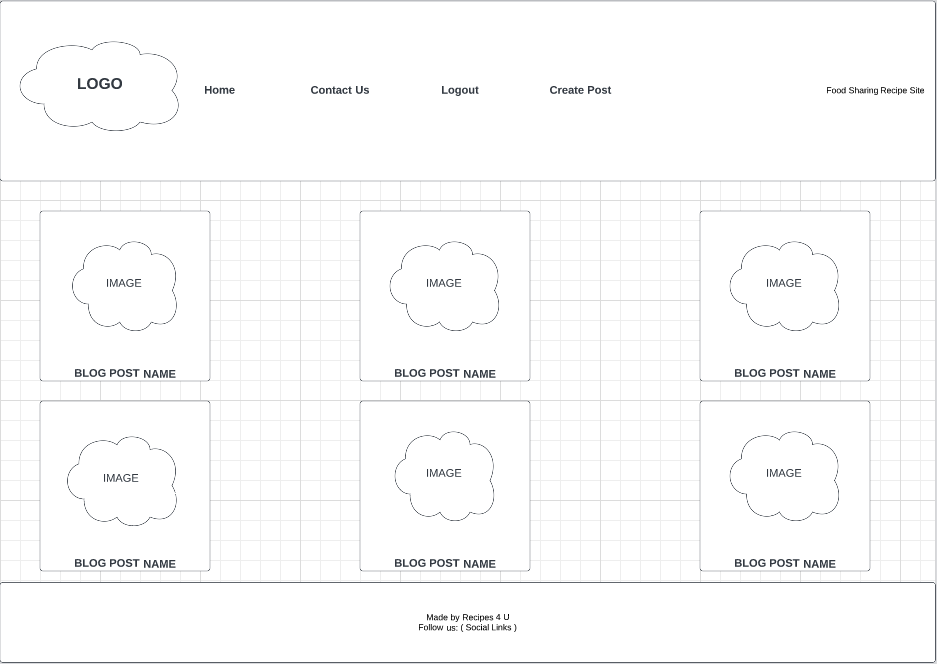 LOGO
Home
Contact Us
Logout
Create Post
Food Sharing Recipe Site
IMAGE
IMAGE
IMAGE
BLOG POST NAME
BLOG POST NAME
BLOG POST NAME
IMAGE
IMAGE
IMAGE
BLOG POST NAME
BLOG POST NAME
BLOG POST NAME
Made by Recipes 4 U
Follow us: ( Social Links )